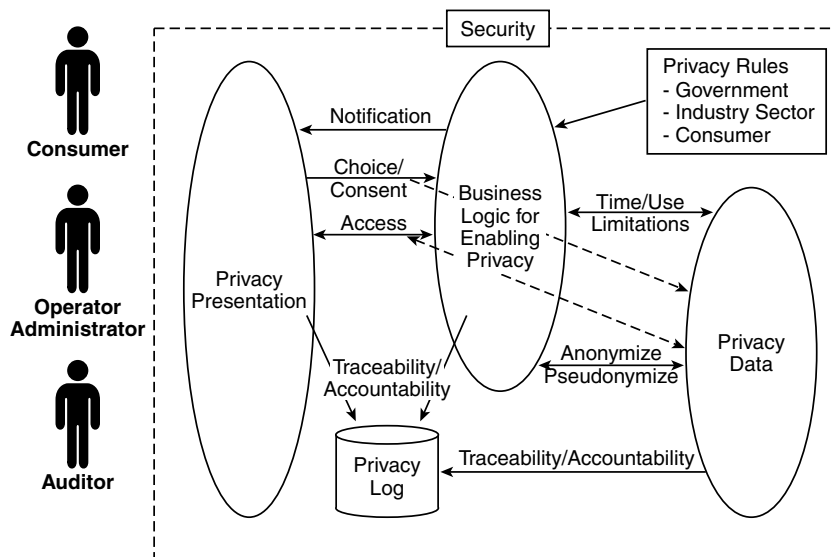 Security
Consumer
Operator
Administrator
Auditor
Privacy Rules
- Government
- Industry Sector
- Consumer
Notification
Choice/
Consent
Access
Privacy
Presentation
Business
Logic for
Enabling
Privacy
Time/Use
Limitations
Anonymize
Pseudonymize
Privacy
Data
Traceability/
Accountability
Privacy
Log
Traceability/Accountability